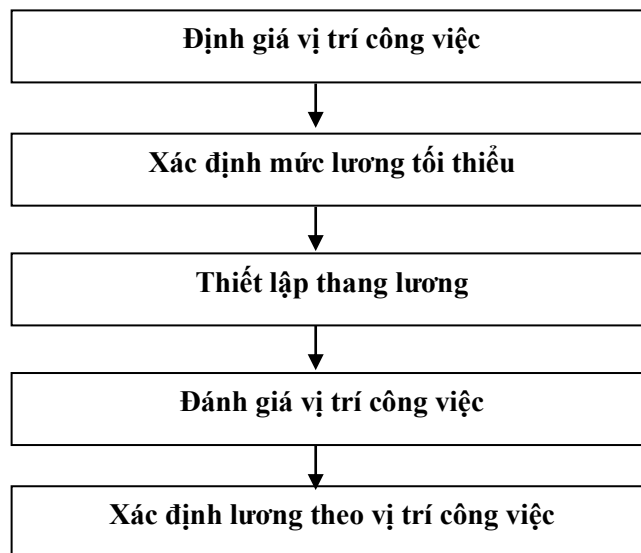 Định giá vị trí công việc
Xác định mức lương tối thiểu
Thiết lập thang lương
Đánh giá vị trí công việc
Xác định lương theo vị trí công việc